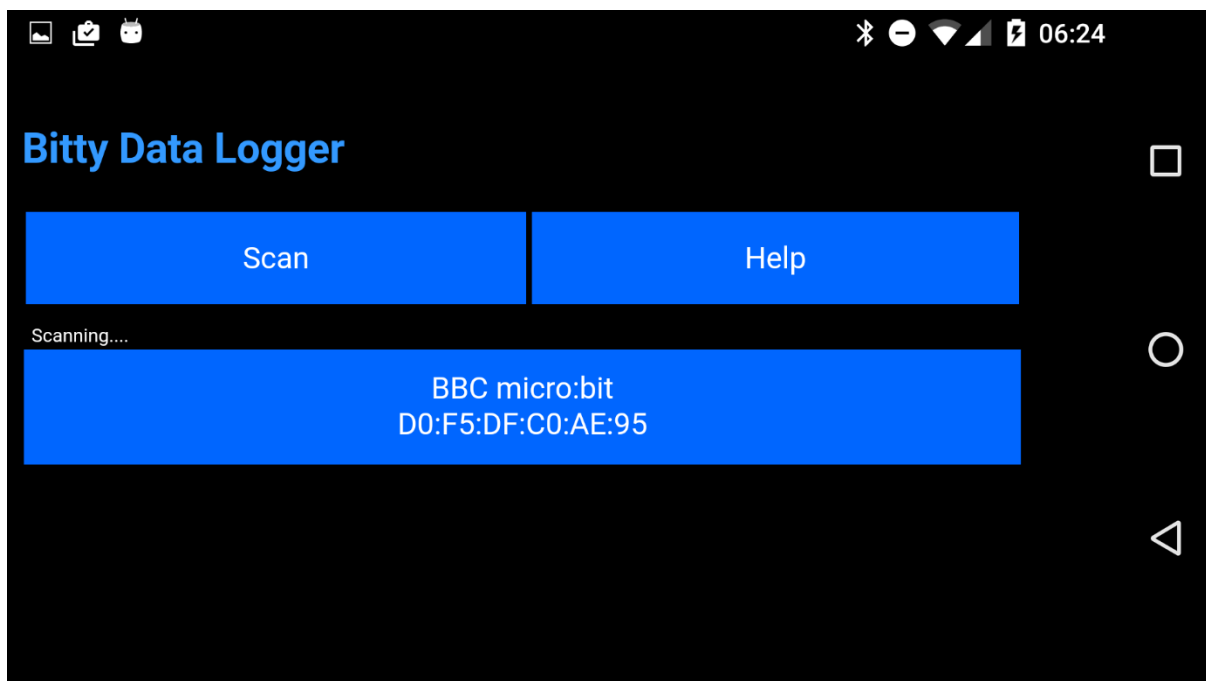 06:24
Bitty Data Logger
Scan
Help
Scanning....
BBC micro:bit
D0:F5:DF:C0:AE:95